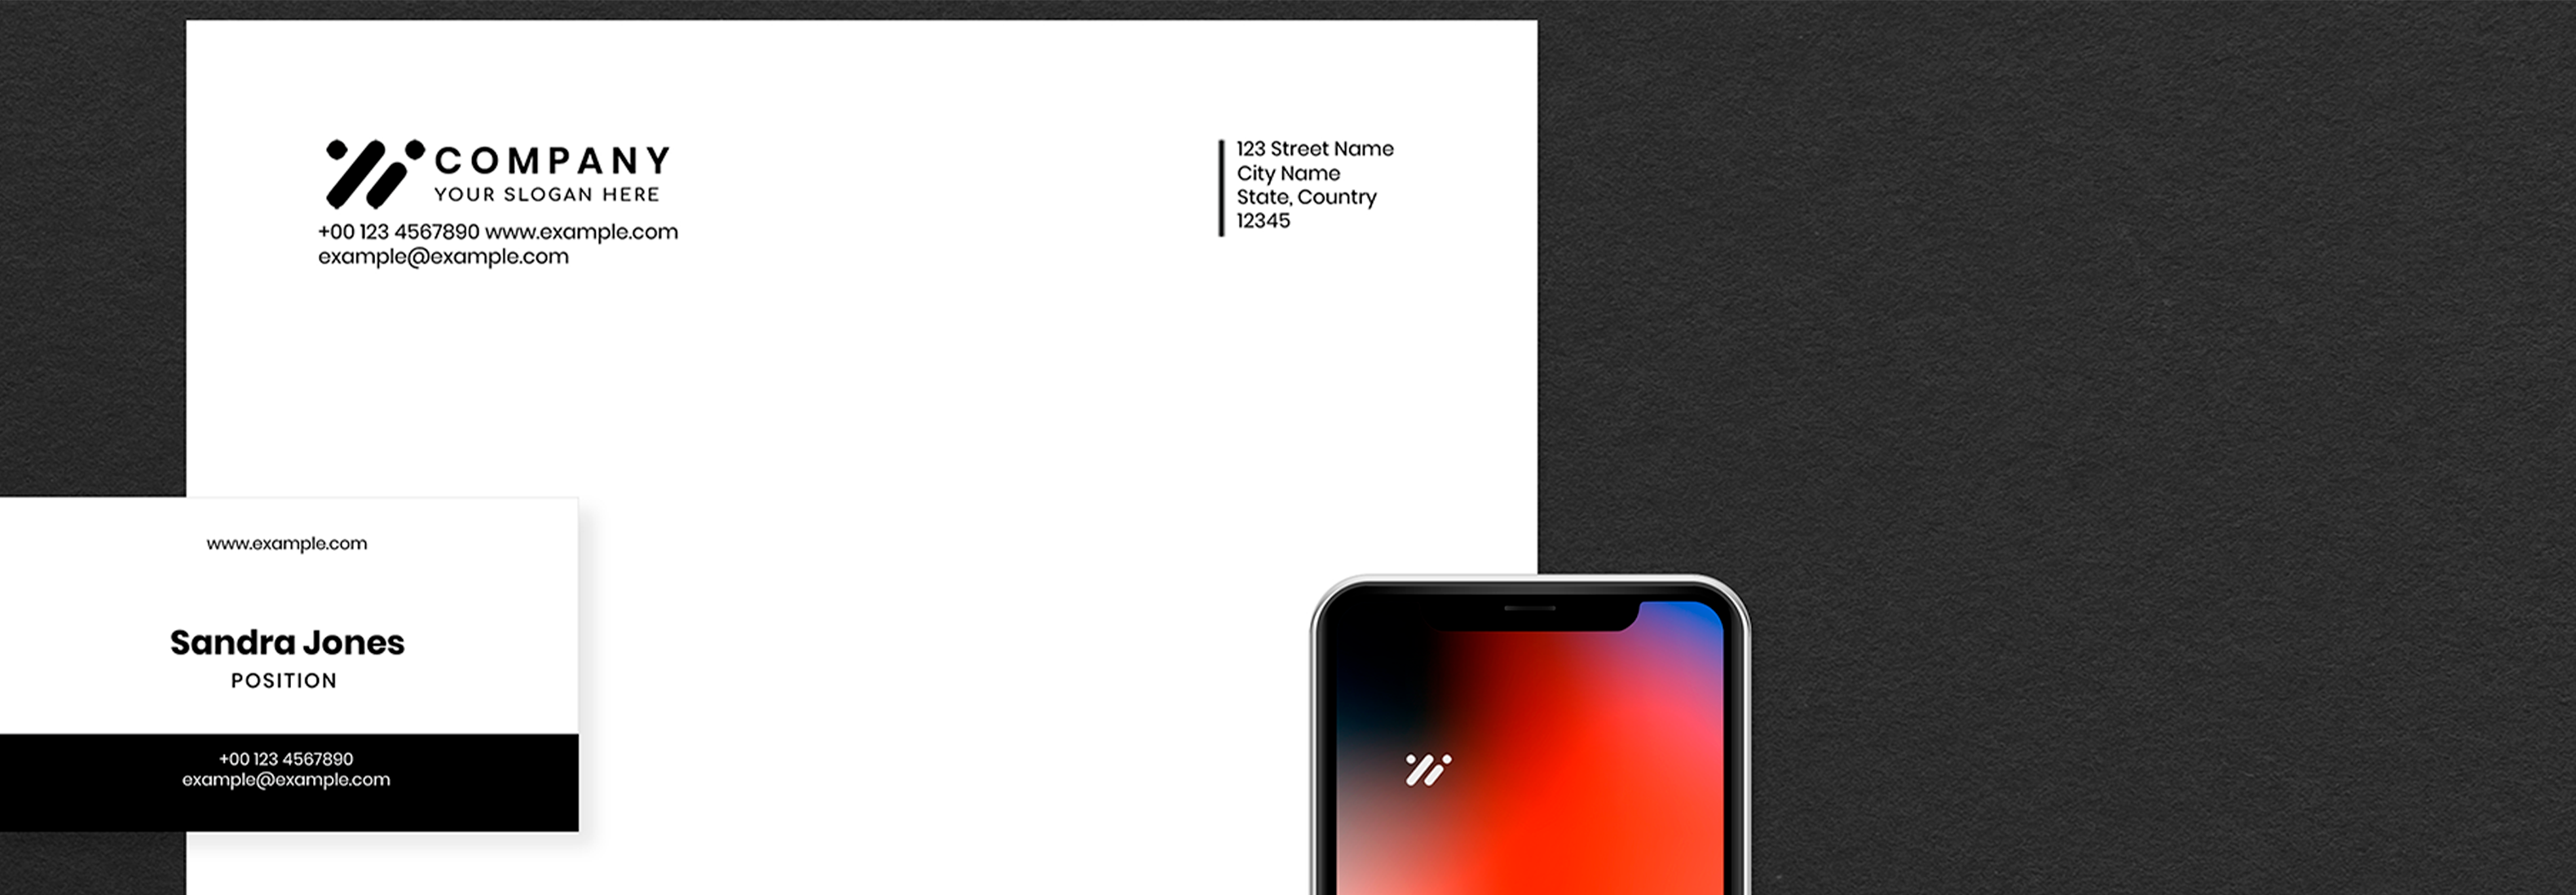 COMPANY
YOUR SLOGAN HERE
+00 123 4567890 www.example.com
example@example.com
123 Street Name
City Name
State, Country
12345
www.example.com
Sandra Jones
POSITION
+00 123 4567890
example@example.com